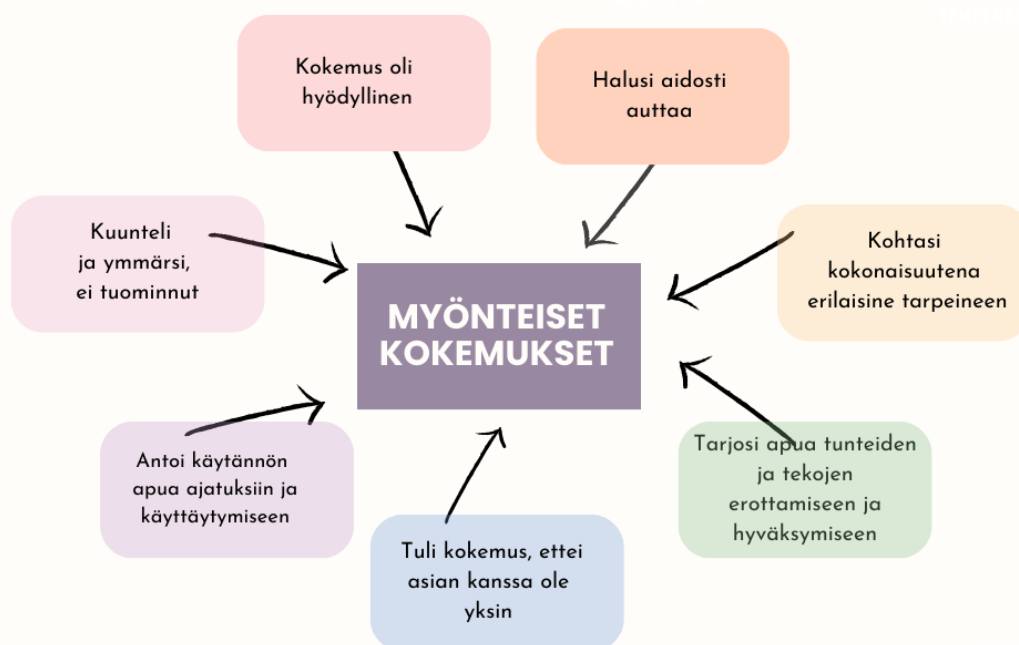 Kokemus oli
hyödyllinen
Halusi aidosti
auttaa
Kuunteli
ja ymmärsi,
ei tuominnut
Kohtasi
kokonaisuutena
erilaisine tarpeineen
MYÖNTEISET
KOKEMUKSET
Antoi käytännön
apua ajatuksiin ja
käyttäytymiseen
Tarjosi apua tunteiden
ja tekojen
erottamiseen ja
hyväksymiseen
Tuli kokemus, ettei
asian kanssa ole
yksin